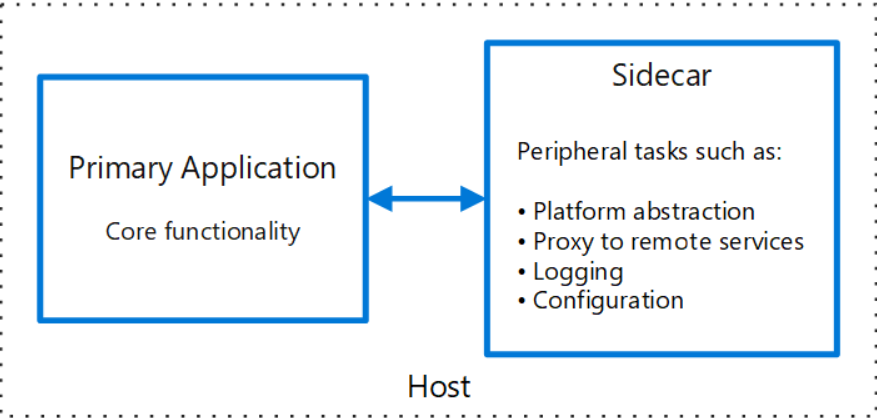 Primary Application
Core functionality
Sidecar
Peripheral tasks such as:
• Platform abstraction
• Proxy to remote services
• Logging
• Configuration
Host